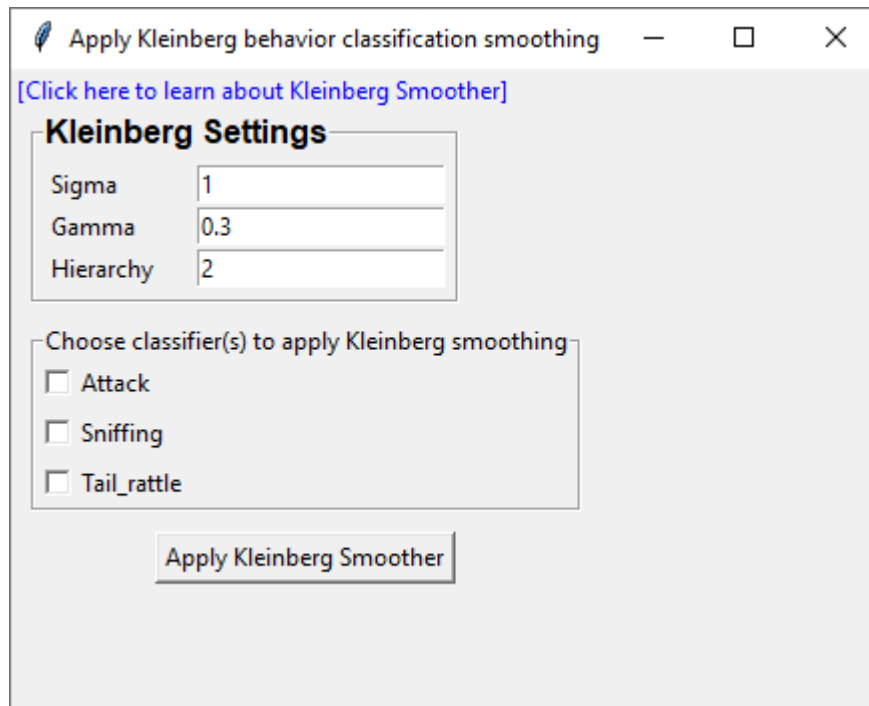 Apply Kleinberg behavior classification smoothing
[Click here to learn about Kleinberg Smoother]
Kleinberg Settings
Sigma 1
Gamma 0.3
Hierarchy 2
Choose classifier(s) to apply Kleinberg smoothing
Attack
Sniffing
Tail_rattle
Apply Kleinberg Smoother